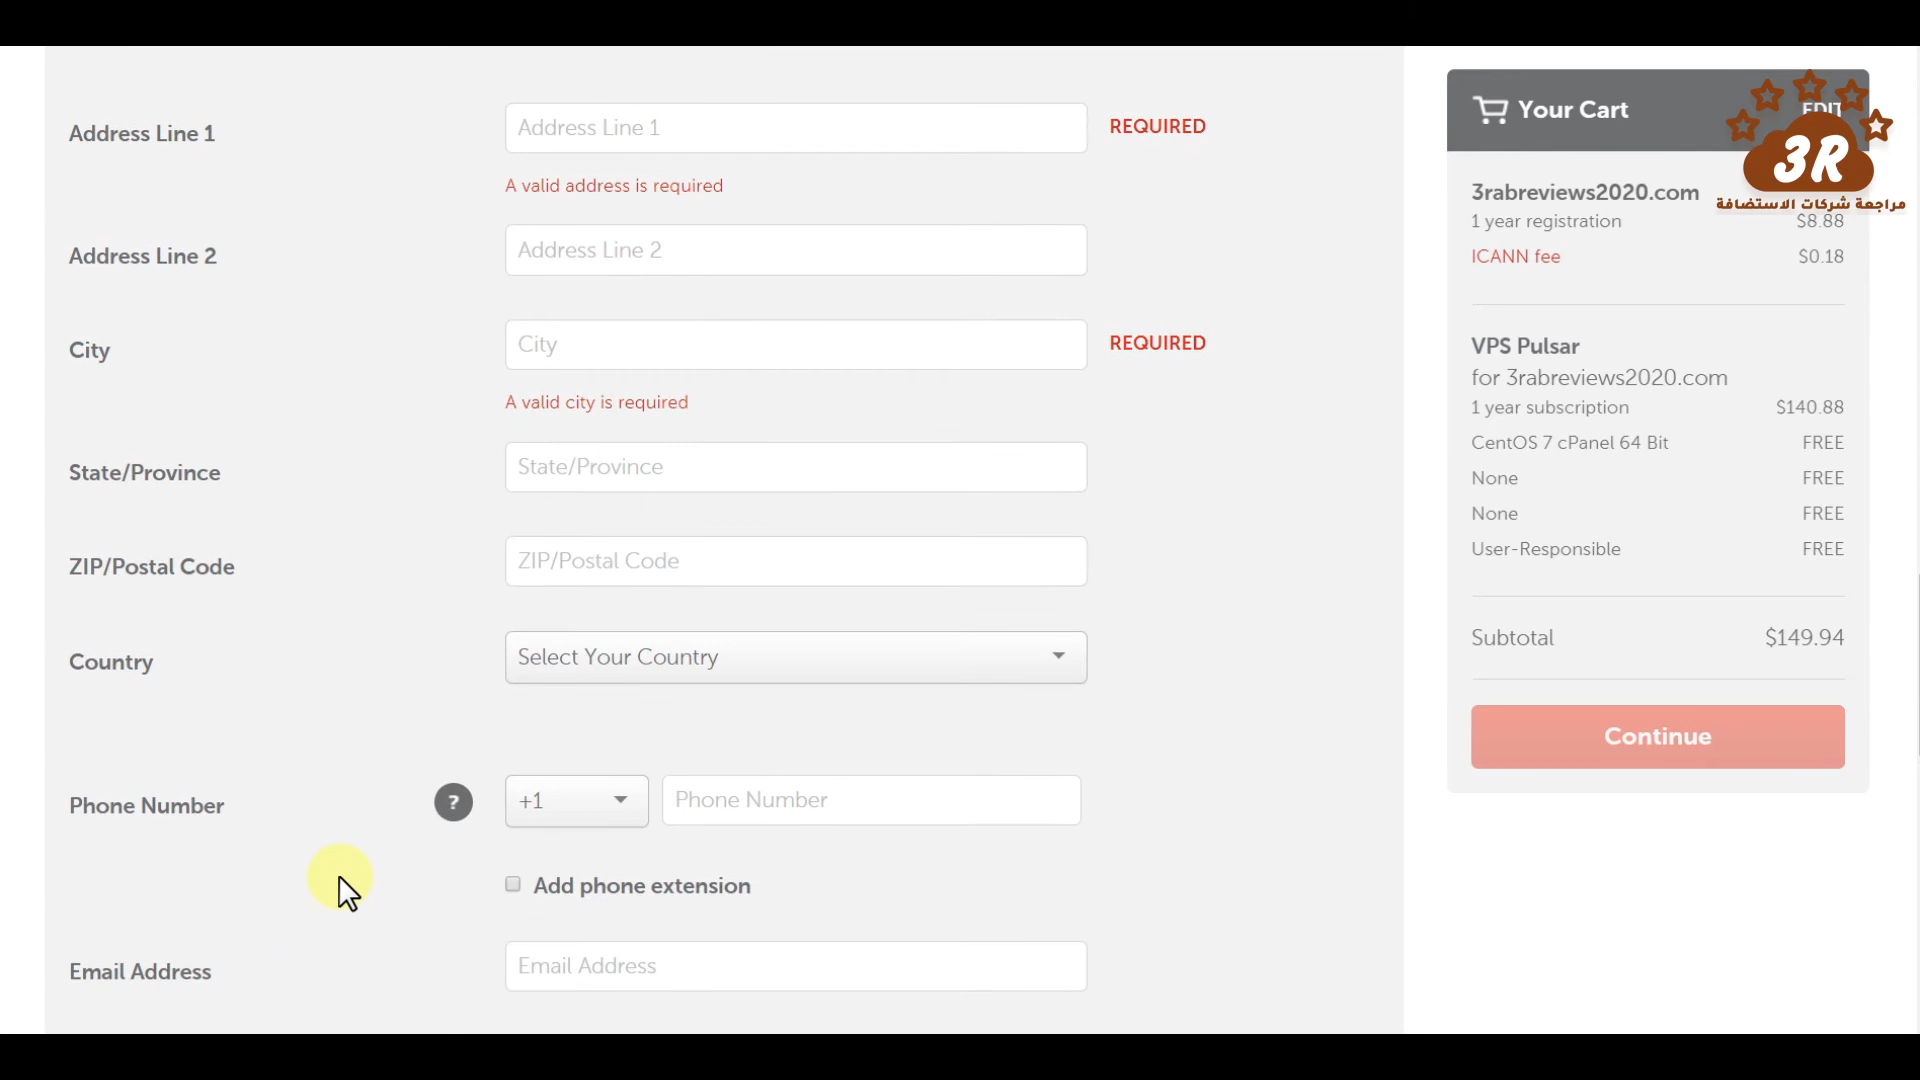 Address Line 1
Address Line 1
REQUIRED
A valid address is required
Address Line 2
Address Line 2
City
City
REQUIRED
A valid city is required
State/Province
State/Province
ZIP/Postal Code
ZIP/Postal Code
Country
Select Your Country
Phone Number
?
+1
Phone Number
Add phone extension
Email Address
Email Address
Your Cart
EDIT
3R
مراجعة شركات الاستضافة
3rabreviews2020.com
1 year registration $8.88
ICANN fee $0.18
VPS Pulsar
for 3rabreviews2020.com
1 year subscription $140.88
CentOS 7 cPanel 64 Bit FREE
None FREE
None FREE
User-Responsible FREE
Subtotal $149.94
Continue